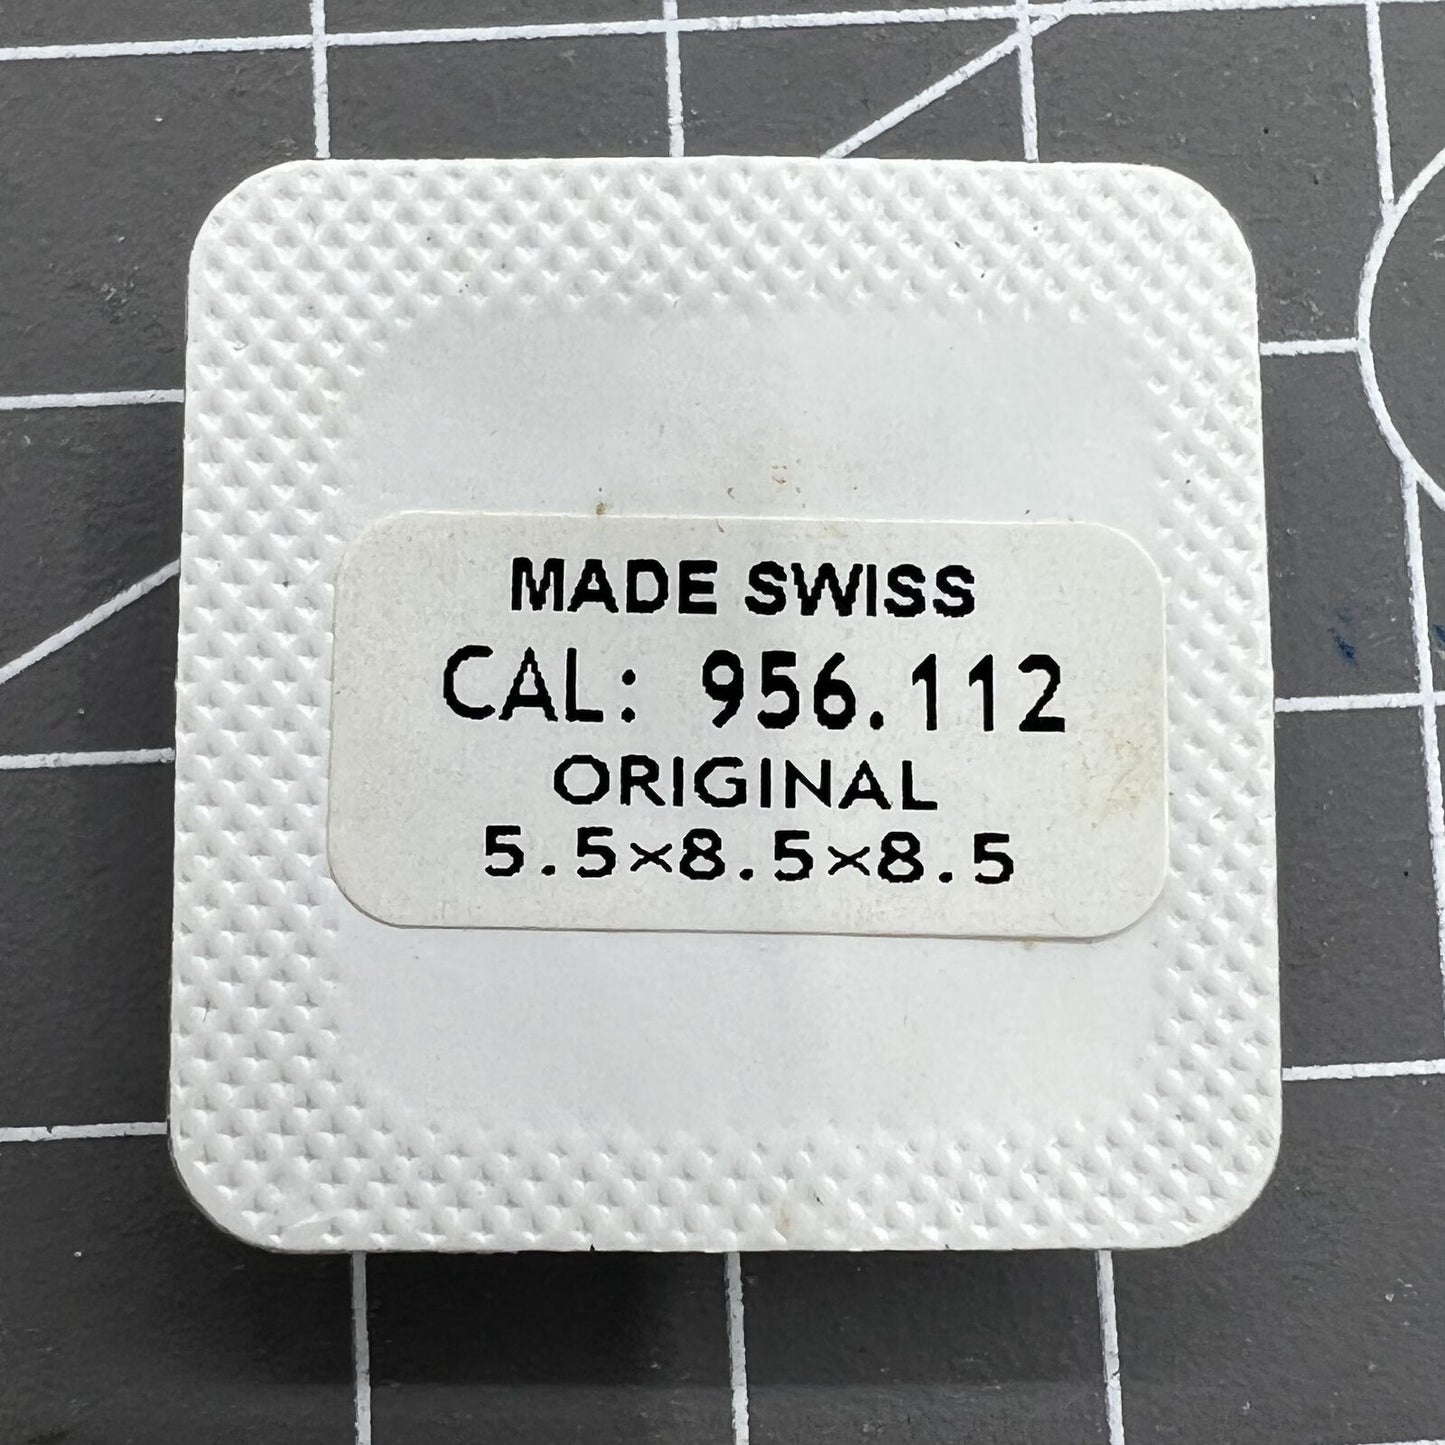 MADE SWISS
CAL: 956.112
ORIGINAL
5.5×8.5×8.5